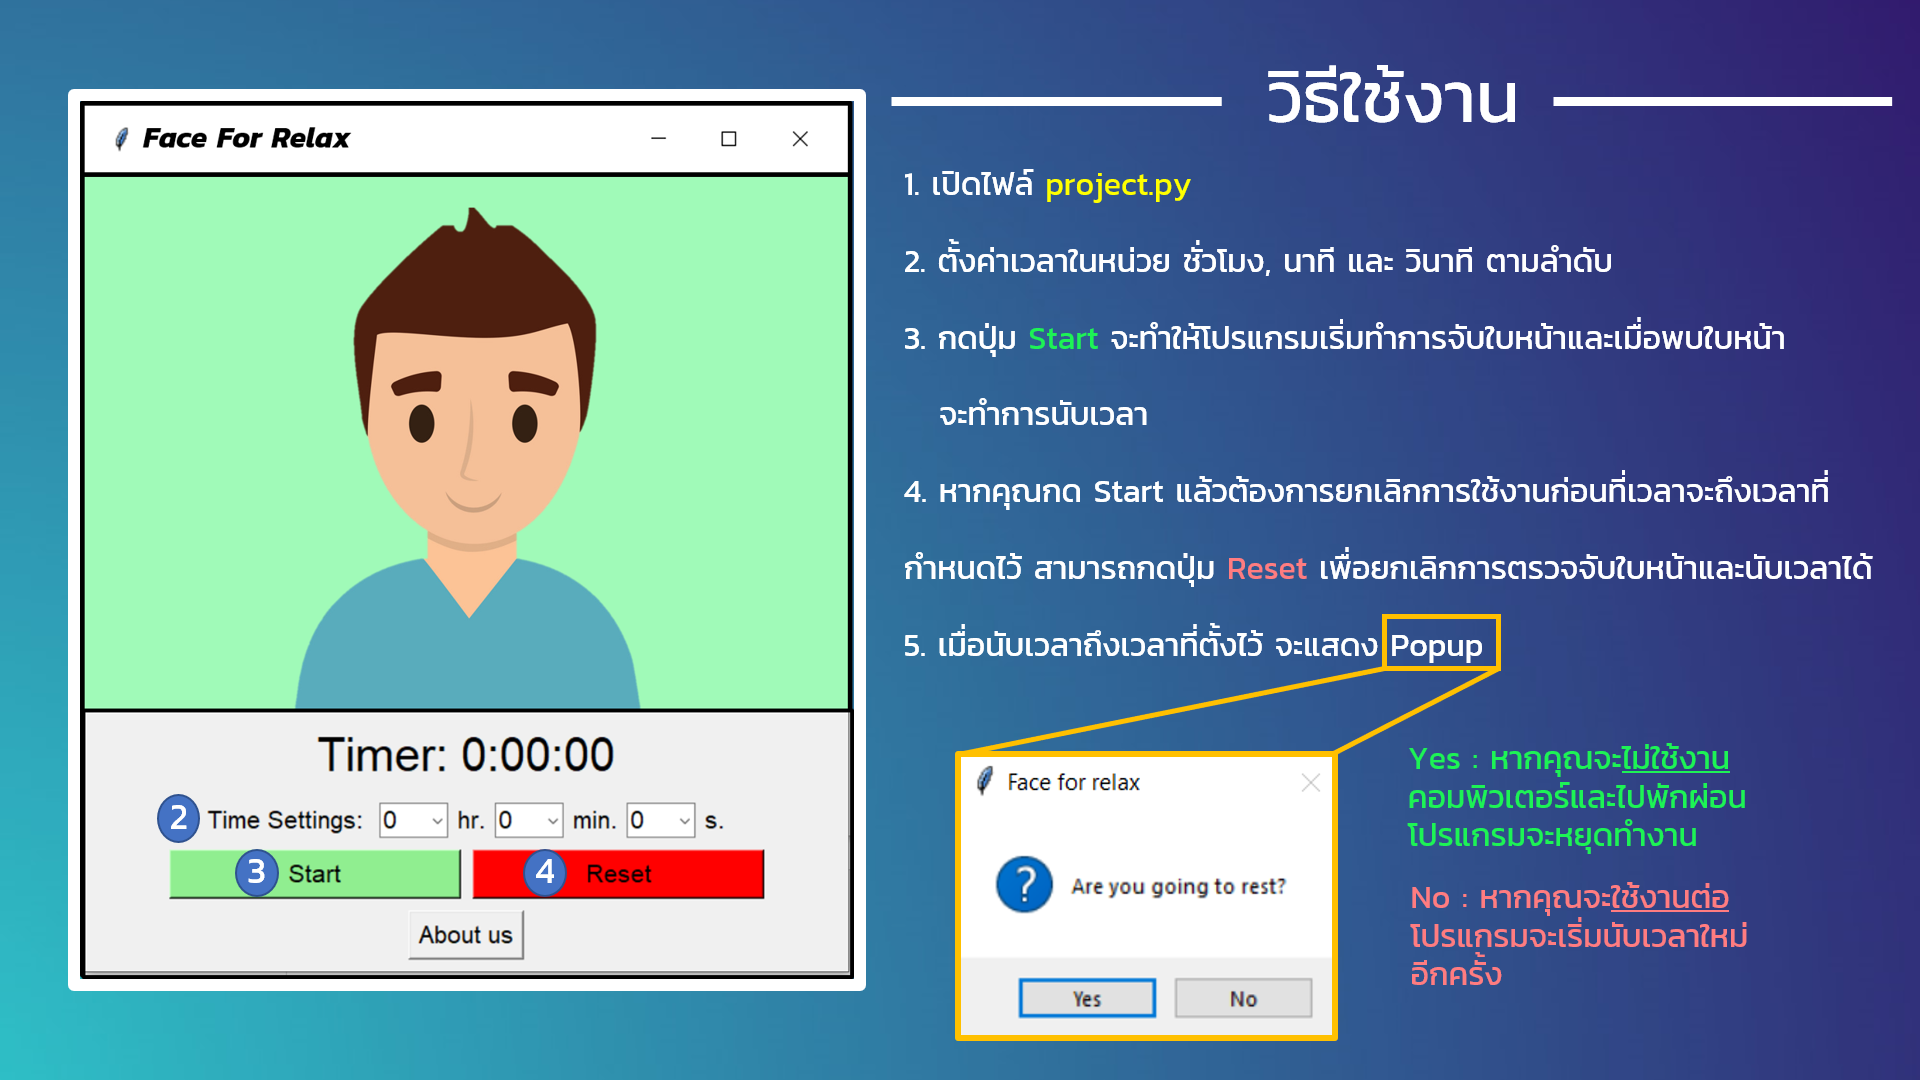 Face For Relax
Timer: 0:00:00
2 Time Settings: 0 hr. 0 min. 0 s.
3 Start 4 Reset
About us
วิธีใช้งาน
1. เปิดไฟล์ project.py
2. ตั้งค่าเวลาในหน่วย ชั่วโมง, นาที และ วินาที ตามลำดับ
3. กดปุ่ม Start จะทำให้โปรแกรมเริ่มทำการจับใบหน้าและเมื่อพบใบหน้า
จะทำการนับเวลา
4. หากคุณกด Start แล้วต้องการยกเลิกการใช้งานก่อนที่เวลาจะถึงเวลาที่
กำหนดไว้ สามารถกดปุ่ม Reset เพื่อยกเลิกการตรวจจับใบหน้าและนับเวลาได้
5. เมื่อนับเวลาถึงเวลาที่ตั้งไว้ จะแสดง Popup
Face for relax
Are you going to rest?
Yes No
Yes : หากคุณจะไม่ใช้งาน
คอมพิวเตอร์และไปพักผ่อน
โปรแกรมจะหยุดทำงาน
No : หากคุณจะใช้งานต่อ
โปรแกรมจะเริ่มนับเวลาใหม่
อีกครั้ง